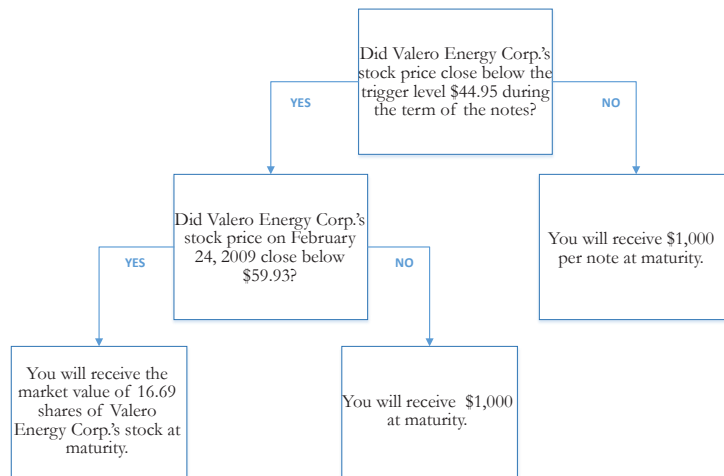 Did Valero Energy Corp.'s
stock price close below the
trigger level $44.95 during
the term of the notes?
YES
NO
Did Valero Energy Corp.'s
stock price on February
24, 2009 close below
$59.93?
You will receive $1,000
per note at maturity.
YES
NO
You will receive the
market value of 16.69
shares of Valero
Energy Corp.'s stock at
maturity.
You will receive $1,000
at maturity.